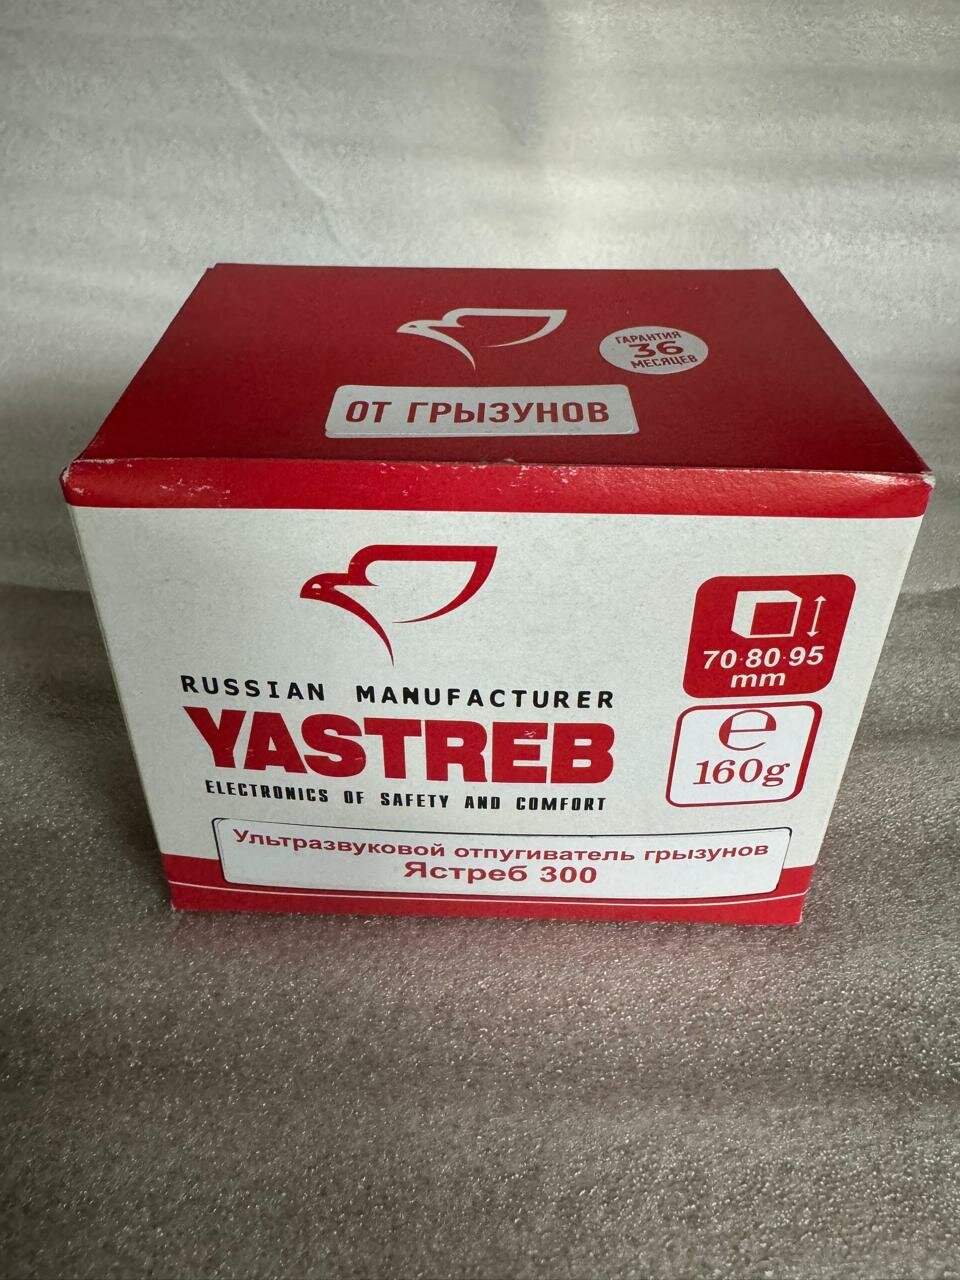 ГАРАНТИЯ
36
МЕСЯЦЕВ
ОТ ГРЫЗУНОВ
RUSSIAN MANUFACTURER
YASTREB
ELECTRONICS OF SAFETY AND COMFORT
70·80·95
mm
e
160g
Ультразвуковой отпугиватель грызунов
Ястреб 300